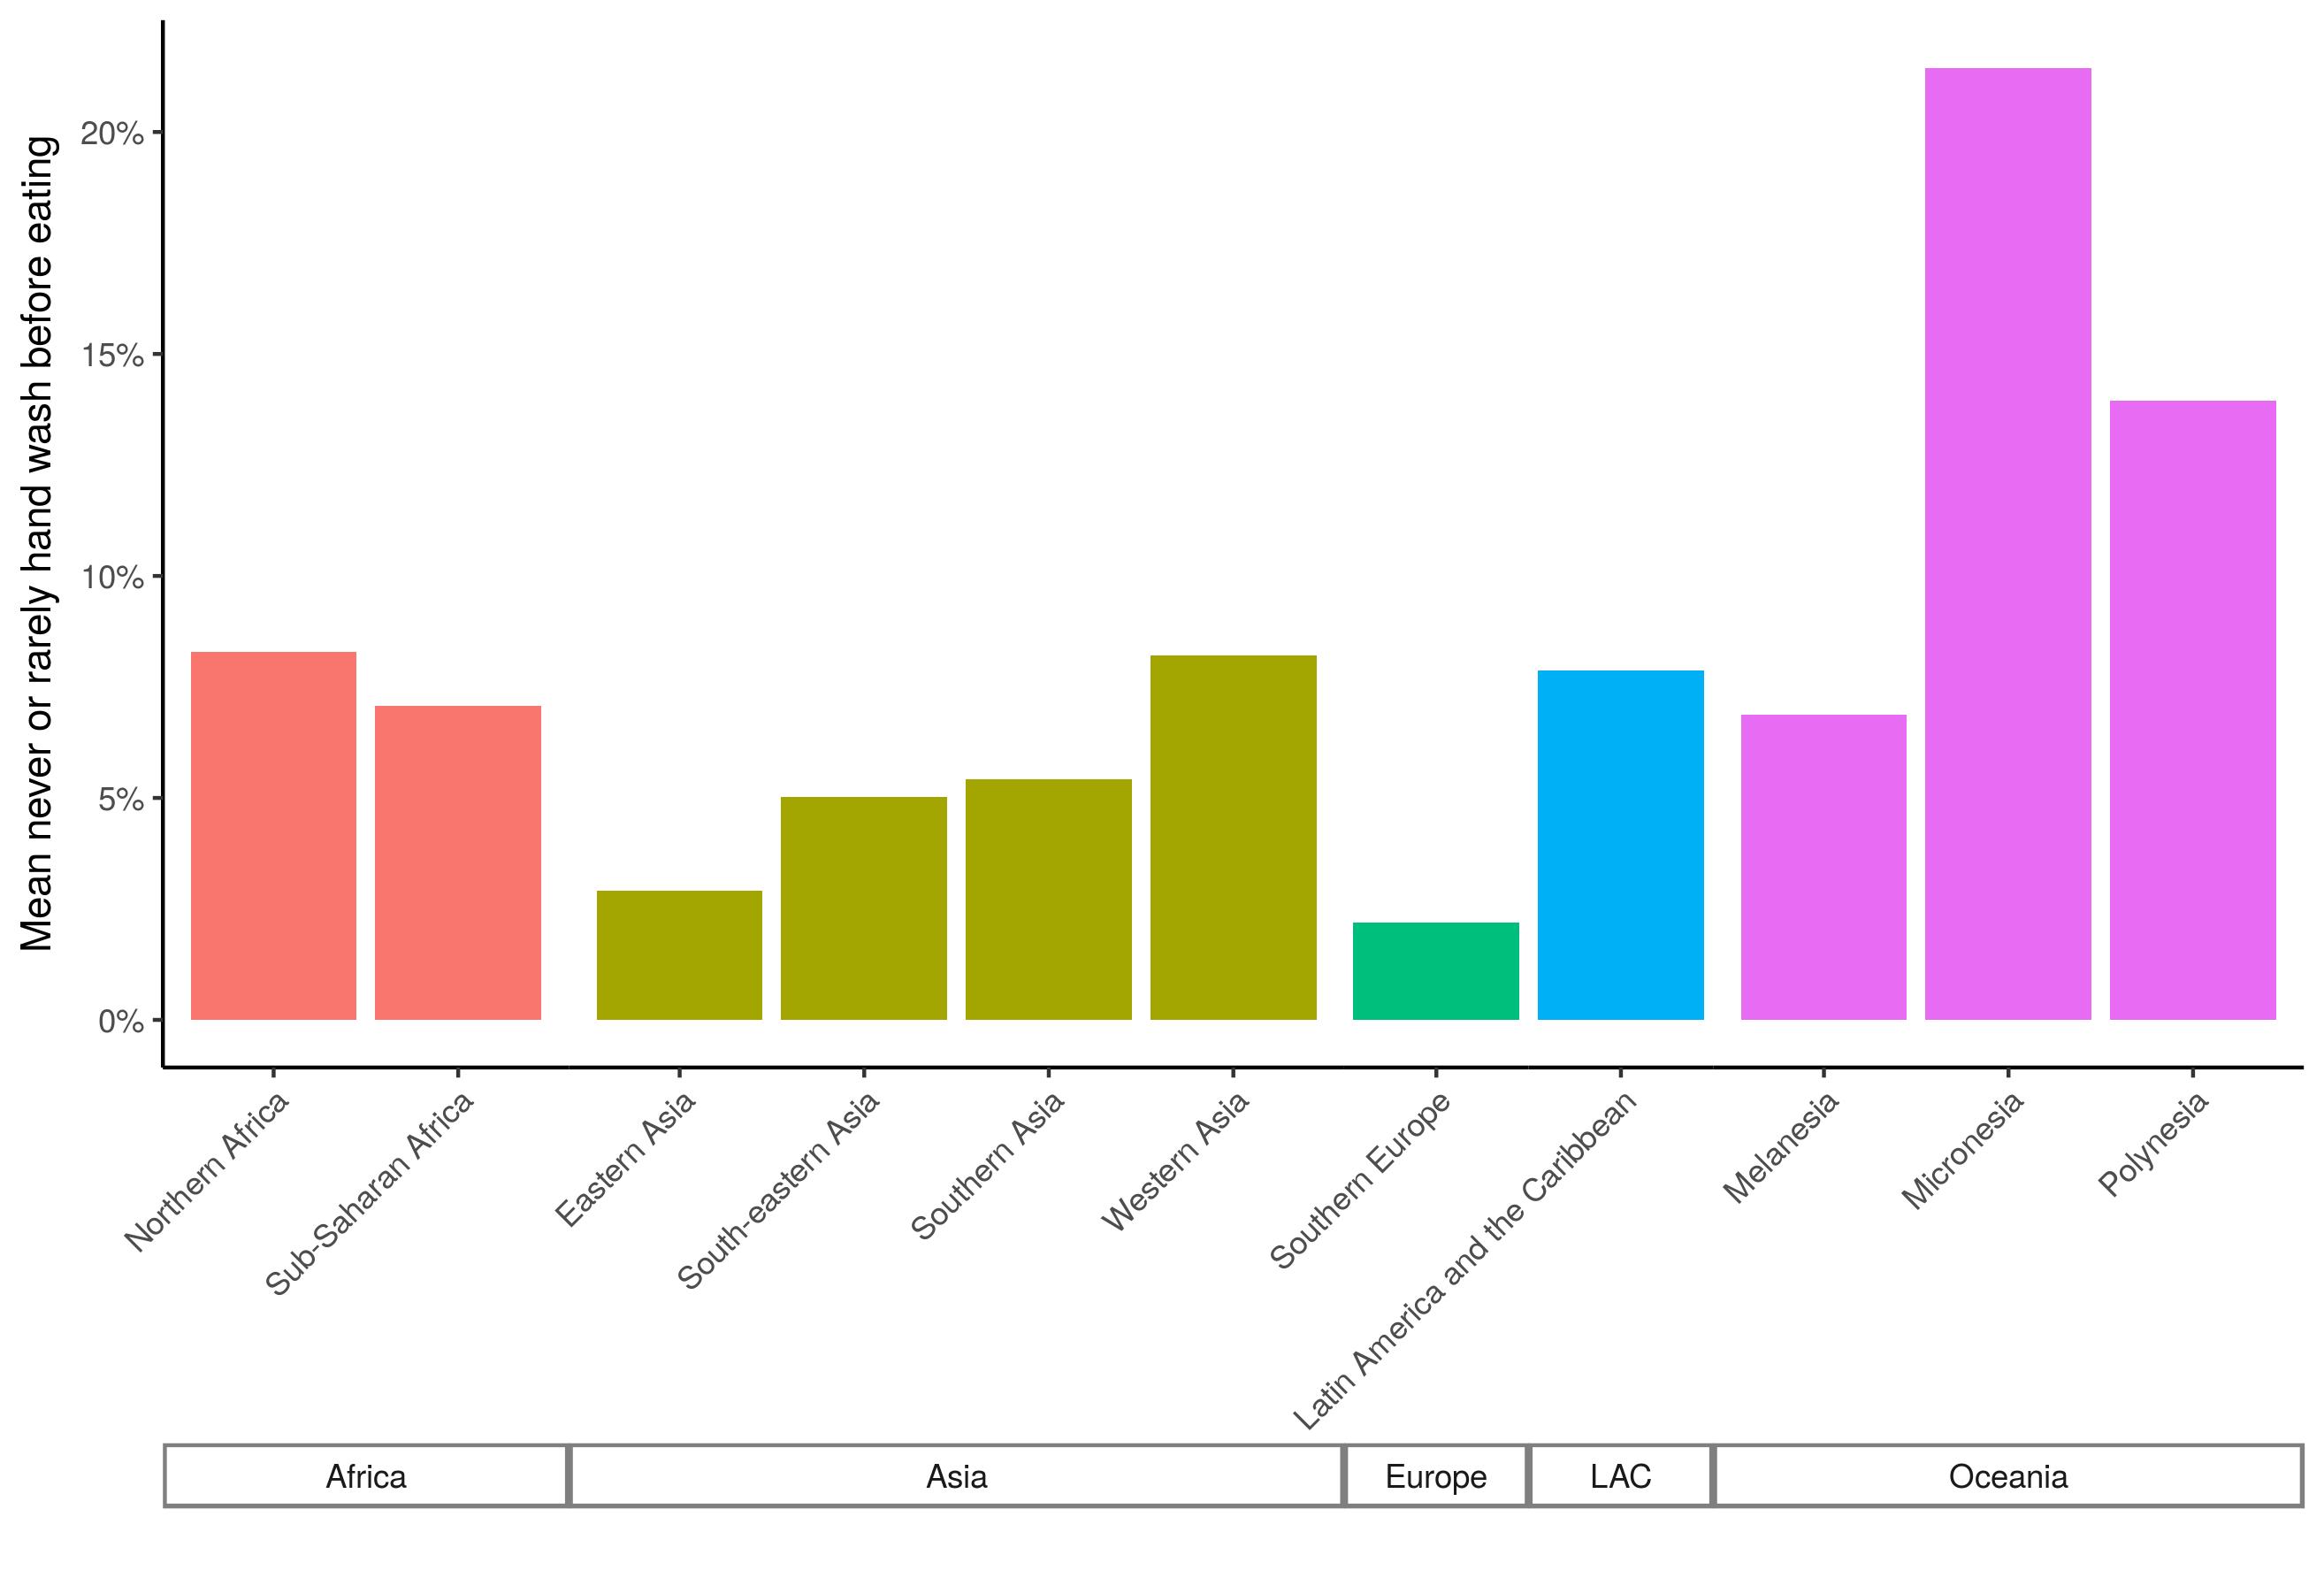 Mean never or rarely hand wash before eating
20%
15%
10%
5%
0%
Northern Africa
Sub-Saharan Africa
Eastern Asia
South-eastern Asia
Southern Asia
Western Asia
Southern Europe
Latin America and the Caribbean
Melanesia
Micronesia
Polynesia
Africa
Asia
Europe
LAC
Oceania